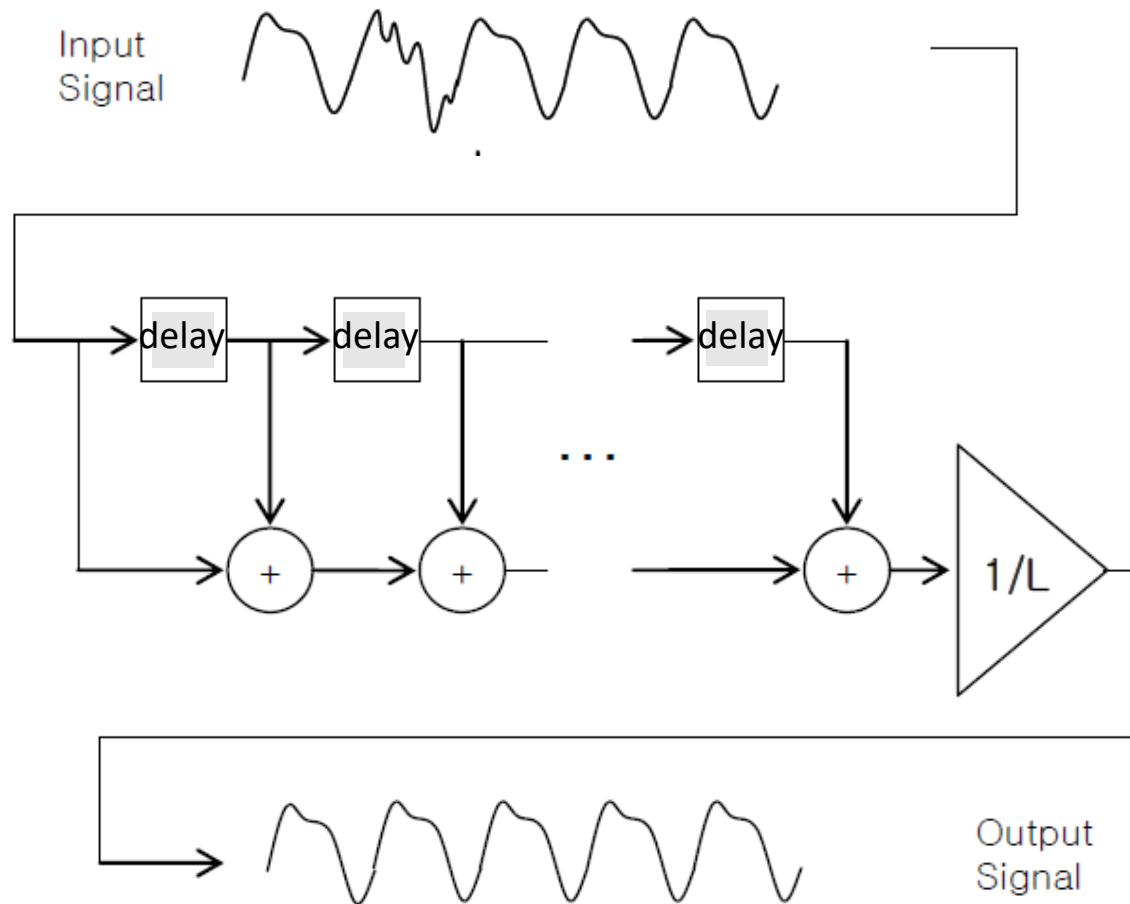 Input
Signal
delay
delay
delay
...
+
+
+
1/L
Output
Signal